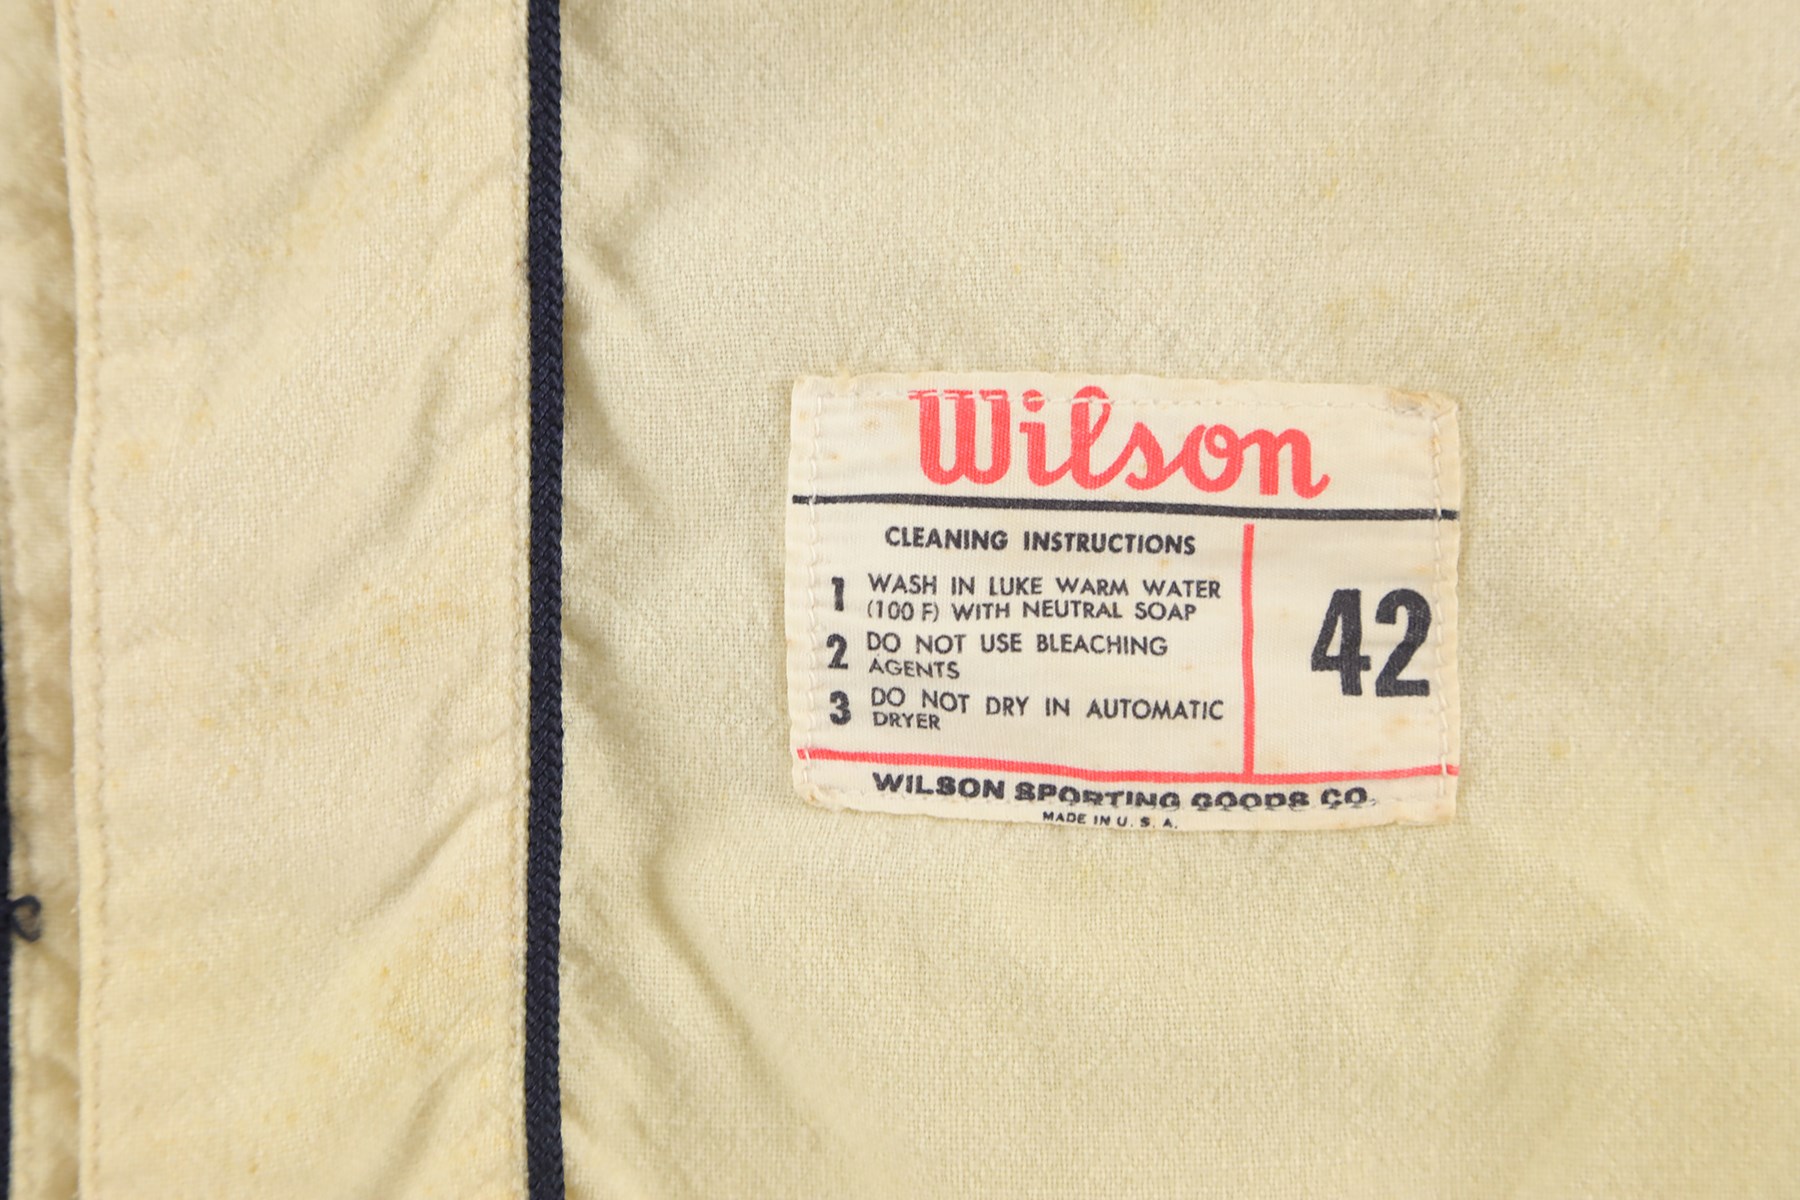 Wilson
CLEANING INSTRUCTIONS
1 WASH IN LUKE WARM WATER
(100 F) WITH NEUTRAL SOAP
2 DO NOT USE BLEACHING
AGENTS
3 DO NOT DRY IN AUTOMATIC
DRYER
42
WILSON SPORTING GOODS CO.
MADE IN U. S. A.